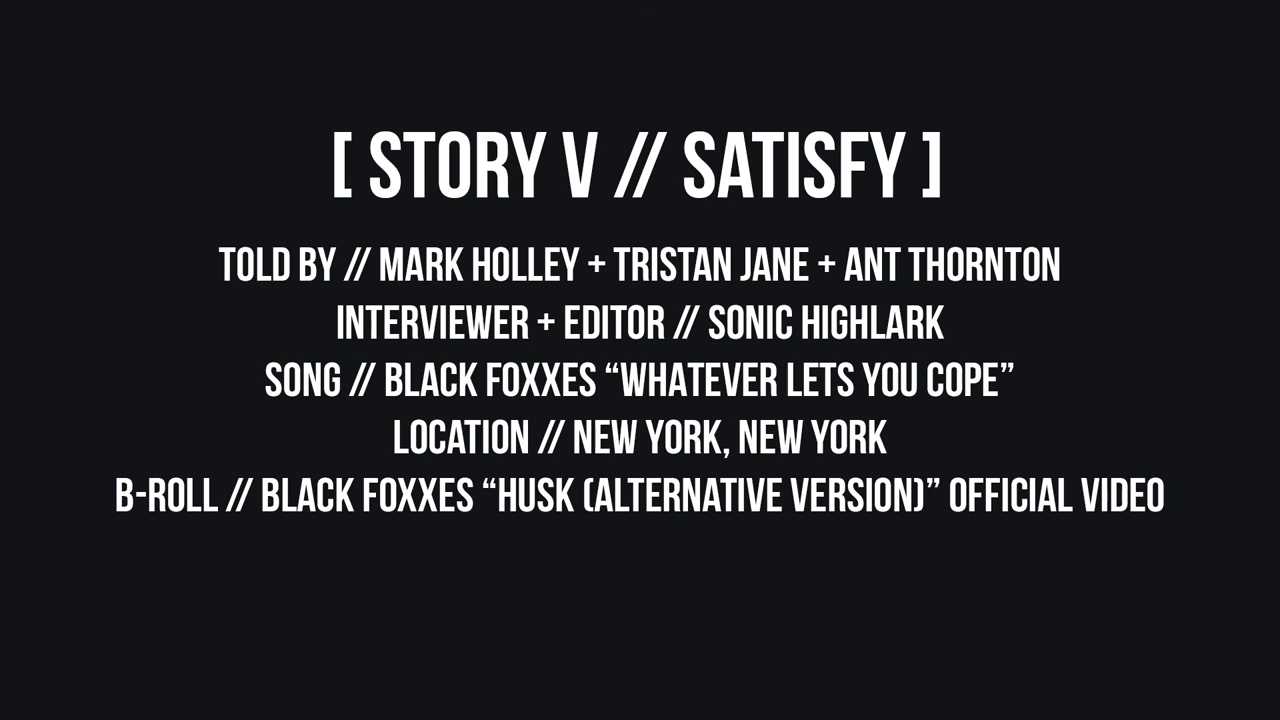 [ STORY V // SATISFY ]
TOLD BY // MARK HOLLEY + TRISTAN JANE + ANT THORNTON
INTERVIEWER + EDITOR // SONIC HIGHLARK
SONG // BLACK FOXXES “WHATEVER LETS YOU COPE”
LOCATION // NEW YORK, NEW YORK
B-ROLL // BLACK FOXXES “HUSK (ALTERNATIVE VERSION)” OFFICIAL VIDEO